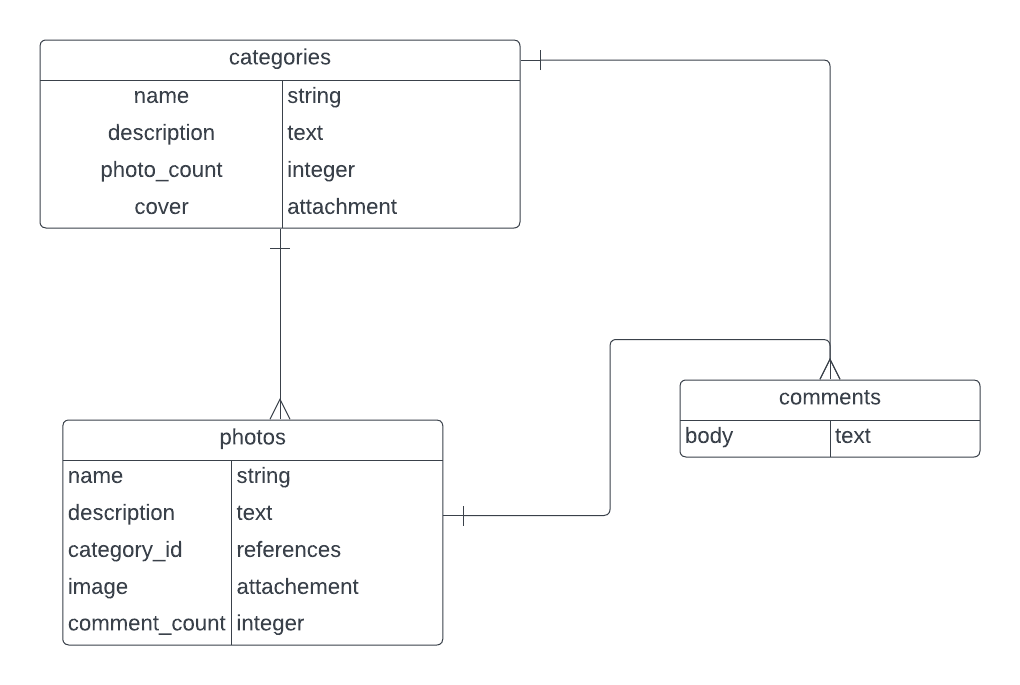 categories
name string
description text
photo_count integer
cover attachment
photos
name string
description text
category_id references
image attachement
comment_count integer
comments
body text